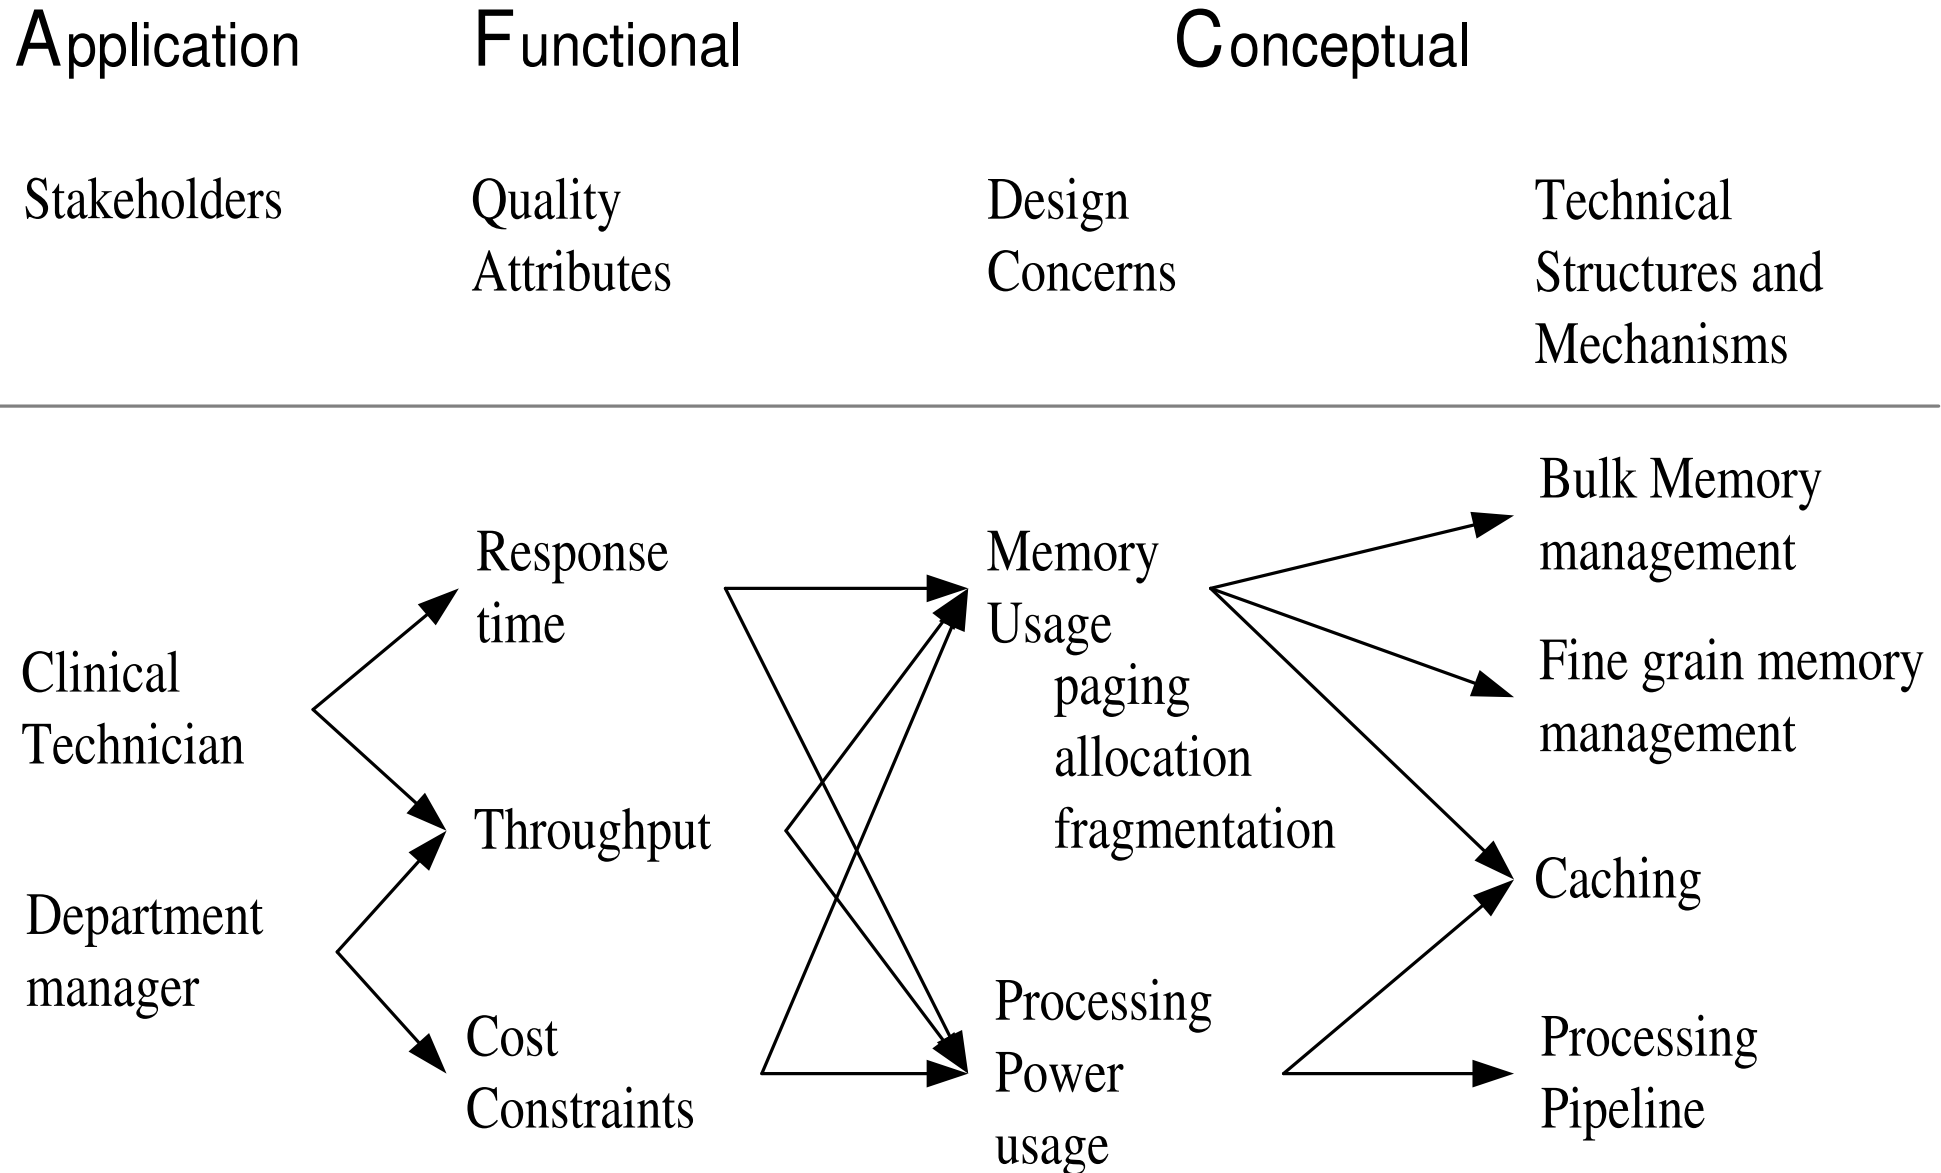 Application
Functional
Conceptual
Stakeholders
Quality
Attributes
Design
Concerns
Technical
Structures and
Mechanisms
Clinical
Technician
Department
manager
Response
time
Throughput
Cost
Constraints
Memory
Usage
paging
allocation
fragmentation
Processing
Power
usage
Bulk Memory
management
Fine grain memory
management
Caching
Processing
Pipeline